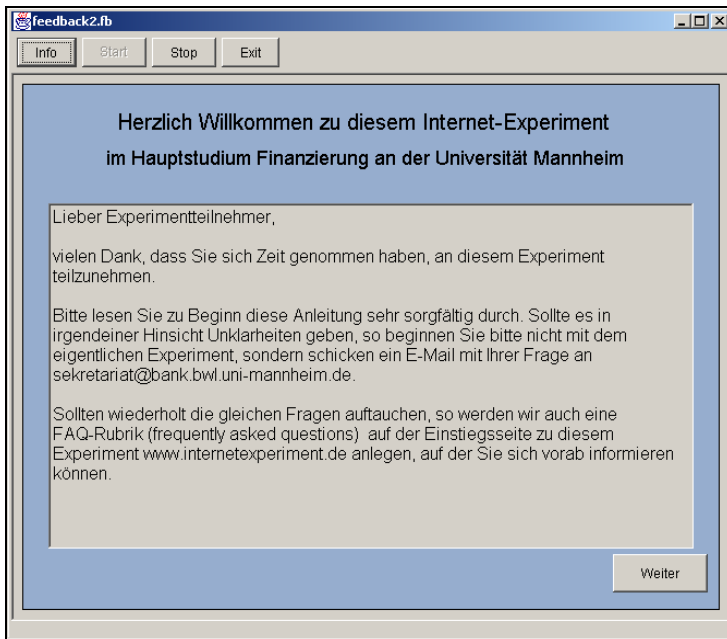 feedback2.fb
Info Start Stop Exit
Herzlich Willkommen zu diesem Internet-Experiment
im Hauptstudium Finanzierung an der Universität Mannheim
Lieber Experimentteilnehmer,
vielen Dank, dass Sie sich Zeit genommen haben, an diesem Experiment
teilzunehmen.
Bitte lesen Sie zu Beginn diese Anleitung sehr sorgfältig durch. Sollte es in
irgendeiner Hinsicht Unklarheiten geben, so beginnen Sie bitte nicht mit dem
eigentlichen Experiment, sondern schicken ein E-Mail mit Ihrer Frage an
sekretariat@bank.bwl.uni-mannheim.de.
Sollten wiederholt die gleichen Fragen auftauchen, so werden wir auch eine
FAQ-Rubrik (frequently asked questions)  auf der Einstiegsseite zu diesem
Experiment www.internetexperiment.de anlegen, auf der Sie sich vorab informieren
können.
Weiter